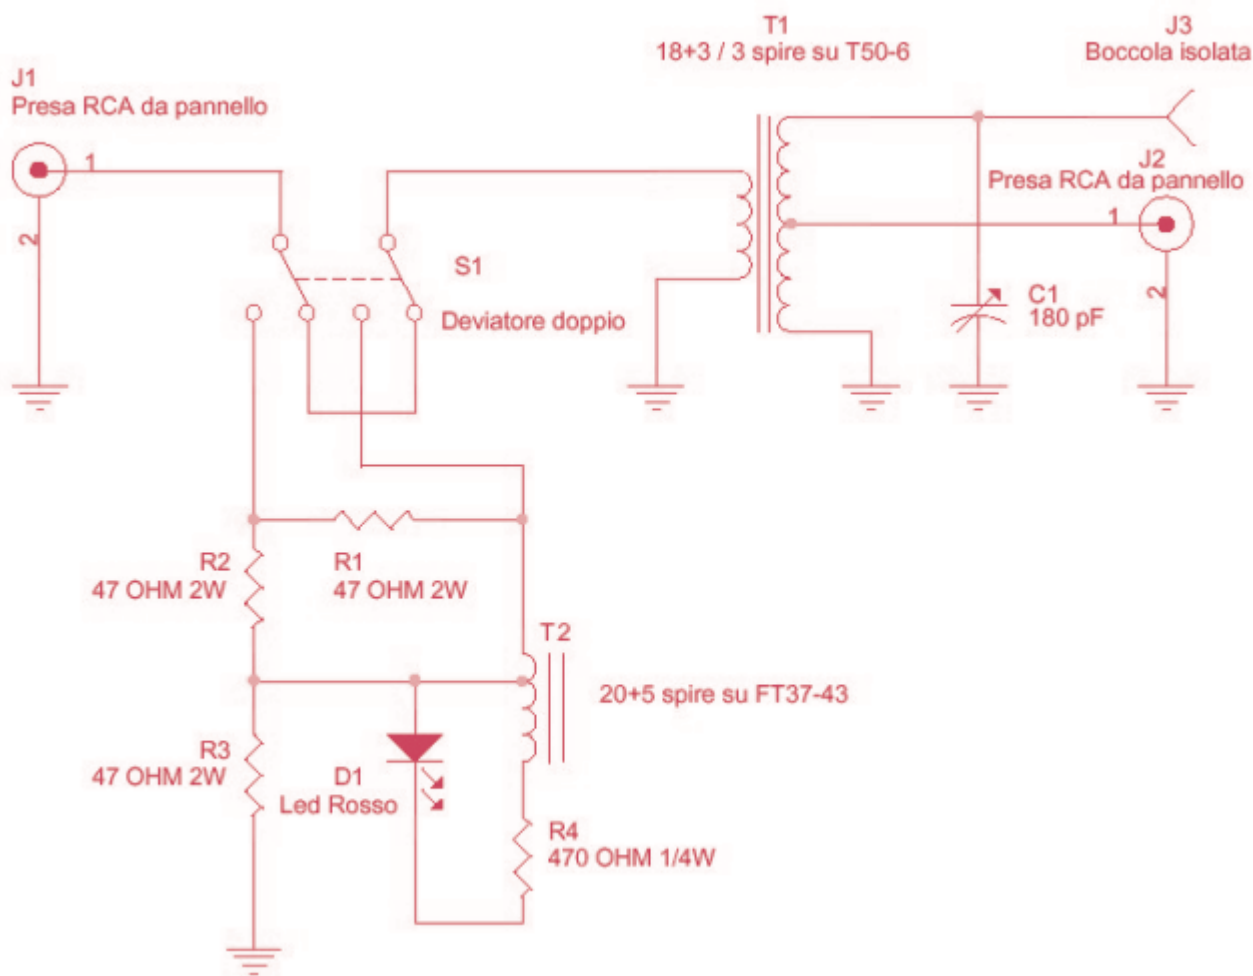 T1
18+3 / 3 spire su T50-6
J3
Boccola isolata
J1
Presa RCA da pannello
1
2
J2
Presa RCA da pannello
1
2
S1
Deviatore doppio
C1
180 pF
R2
47 OHM 2W
R1
47 OHM 2W
T2
20+5 spire su FT37-43
R3
47 OHM 2W
D1
Led Rosso
R4
470 OHM 1/4W